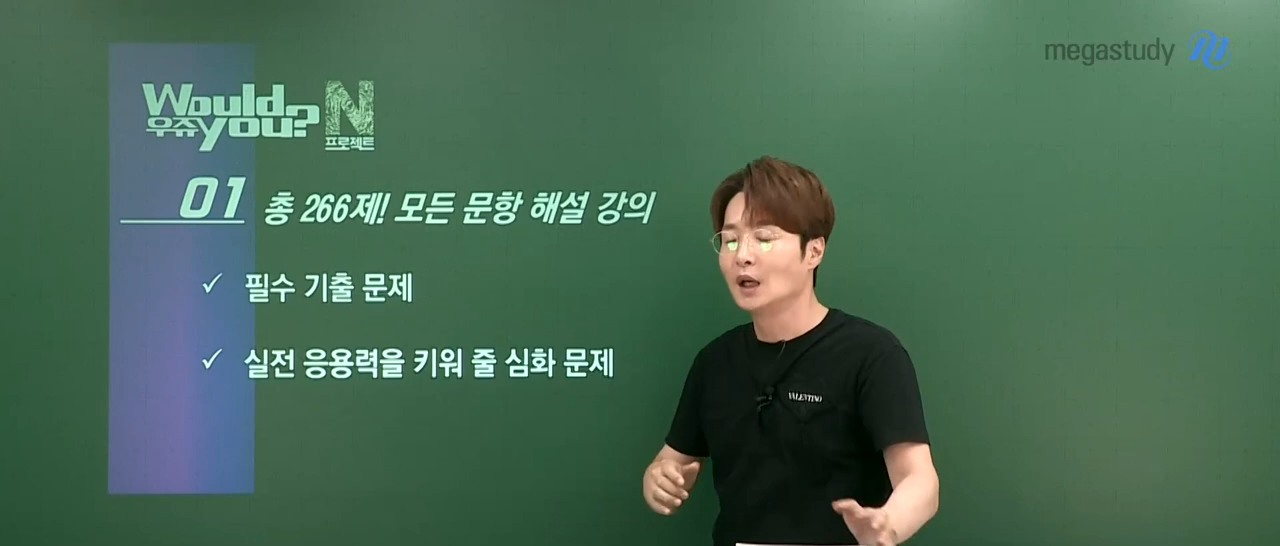 megastudy M
Would
우쥬 you? N
프로젝트
01 총 266제! 모든 문항 해설 강의
✓ 필수 기출 문제
✓ 실전 응용력을 키워 줄 심화 문제
VALENTINO